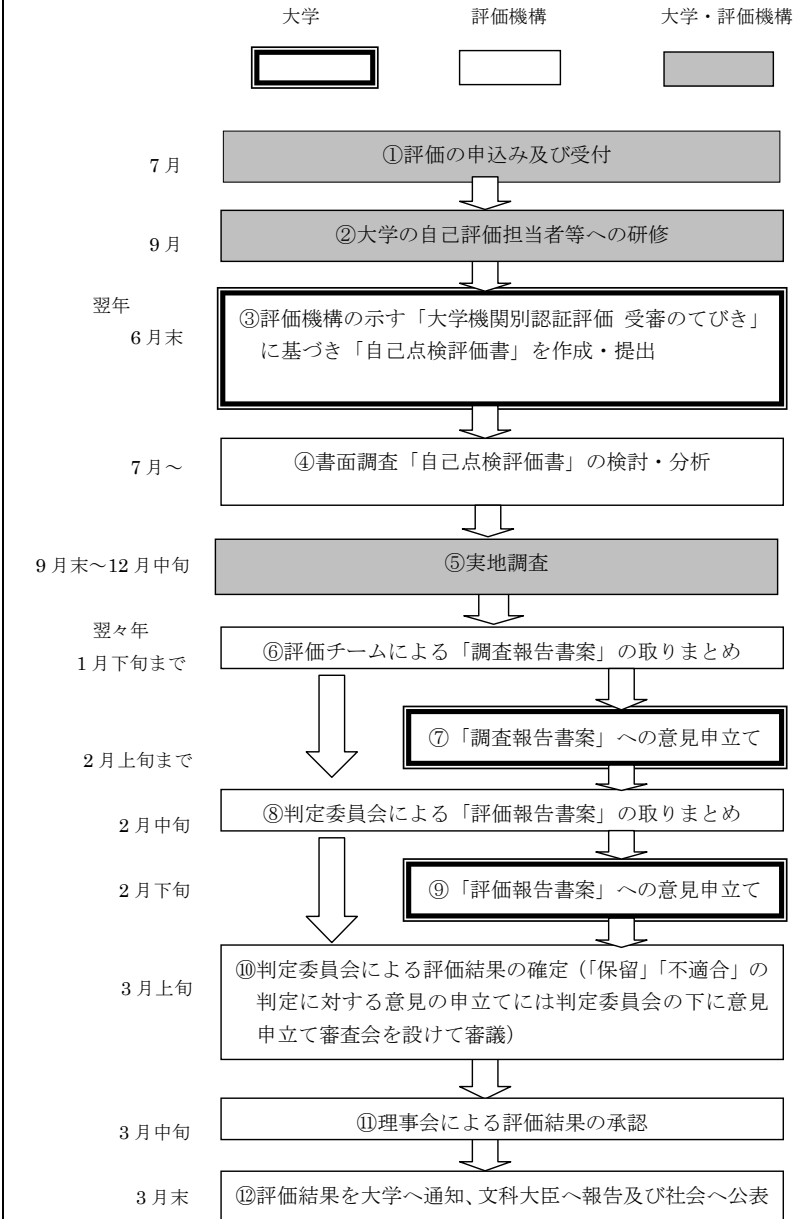 大学 評価機構 大学・評価機構
7月 ①評価の申込み及び受付
9月 ②大学の自己評価担当者等への研修
翌年
6月末 ③評価機構の示す「大学機関別認証評価 受審のてびき」
に基づき「自己点検評価書」を作成・提出
7月～ ④書面調査「自己点検評価書」の検討・分析
9月末～12月中旬 ⑤実地調査
翌々年
1月下旬まで ⑥評価チームによる「調査報告書案」の取りまとめ
2月上旬まで ⑦「調査報告書案」への意見申立て
2月中旬 ⑧判定委員会による「評価報告書案」の取りまとめ
2月下旬 ⑨「評価報告書案」への意見申立て
3月上旬 ⑩判定委員会による評価結果の確定（「保留」「不適合」の
判定に対する意見の申立てには判定委員会の下に意見
申立て審査会を設けて審議）
3月中旬 ⑪理事会による評価結果の承認
3月末 ⑫評価結果を大学へ通知、文科大臣へ報告及び社会へ公表